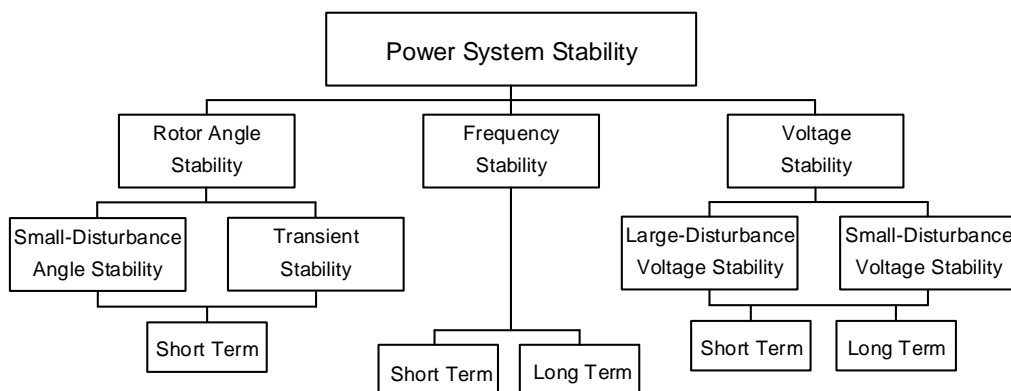 Power System Stability
Rotor Angle
Stability
Frequency
Stability
Voltage
Stability
Small-Disturbance
Angle Stability
Transient
Stability
Large-Disturbance
Voltage Stability
Small-Disturbance
Voltage Stability
Short Term
Short Term
Long Term
Short Term
Long Term